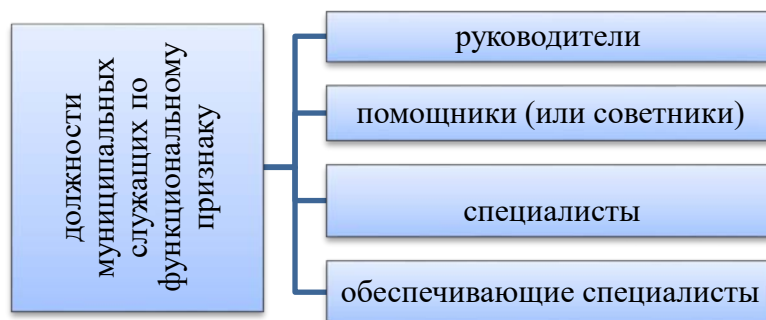 должности
муниципальных
служащих по
функциональному
признаку
руководители
помощники (или советники)
специалисты
обеспечивающие специалисты